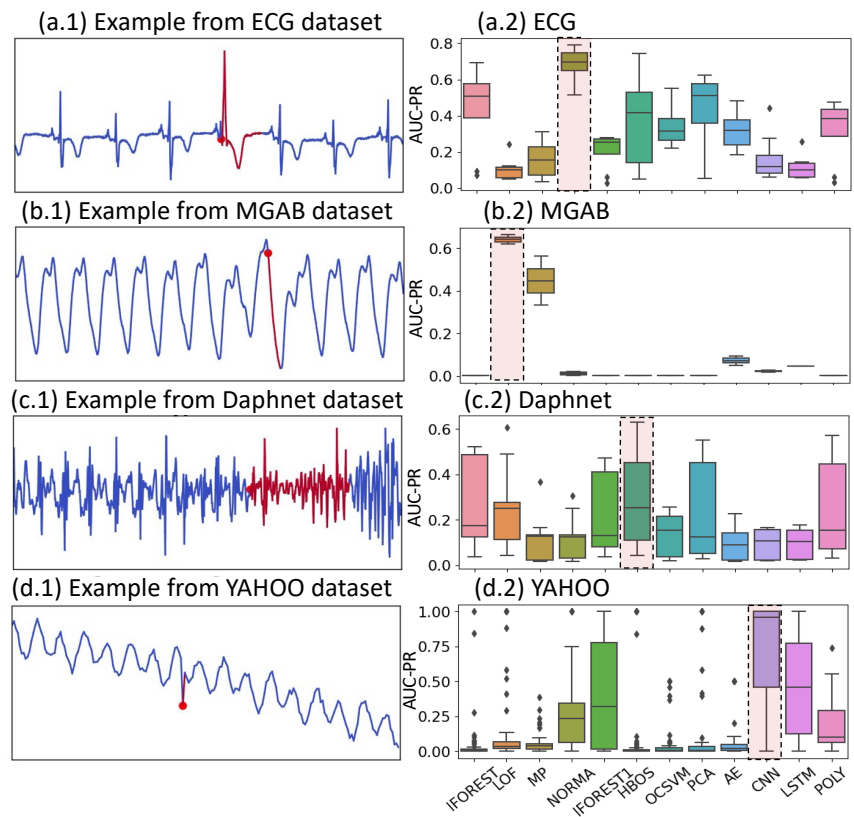 (a.1) Example from ECG dataset
(a.2) ECG
AUC-PR
0.8
0.6
0.4
0.2
0.0
(b.1) Example from MGAB dataset
(b.2) MGAB
AUC-PR
0.6
0.4
0.2
0.0
(c.1) Example from Daphnet dataset
(c.2) Daphnet
AUC-PR
0.6
0.4
0.2
0.0
(d.1) Example from YAHOO dataset
(d.2) YAHOO
AUC-PR
1.00
0.75
0.50
0.25
0.00
IFOREST
LOF
MP
NORMA
IFOREST1
HBOS
OCSVM
PCA
AE
CNN
LSTM
POLY